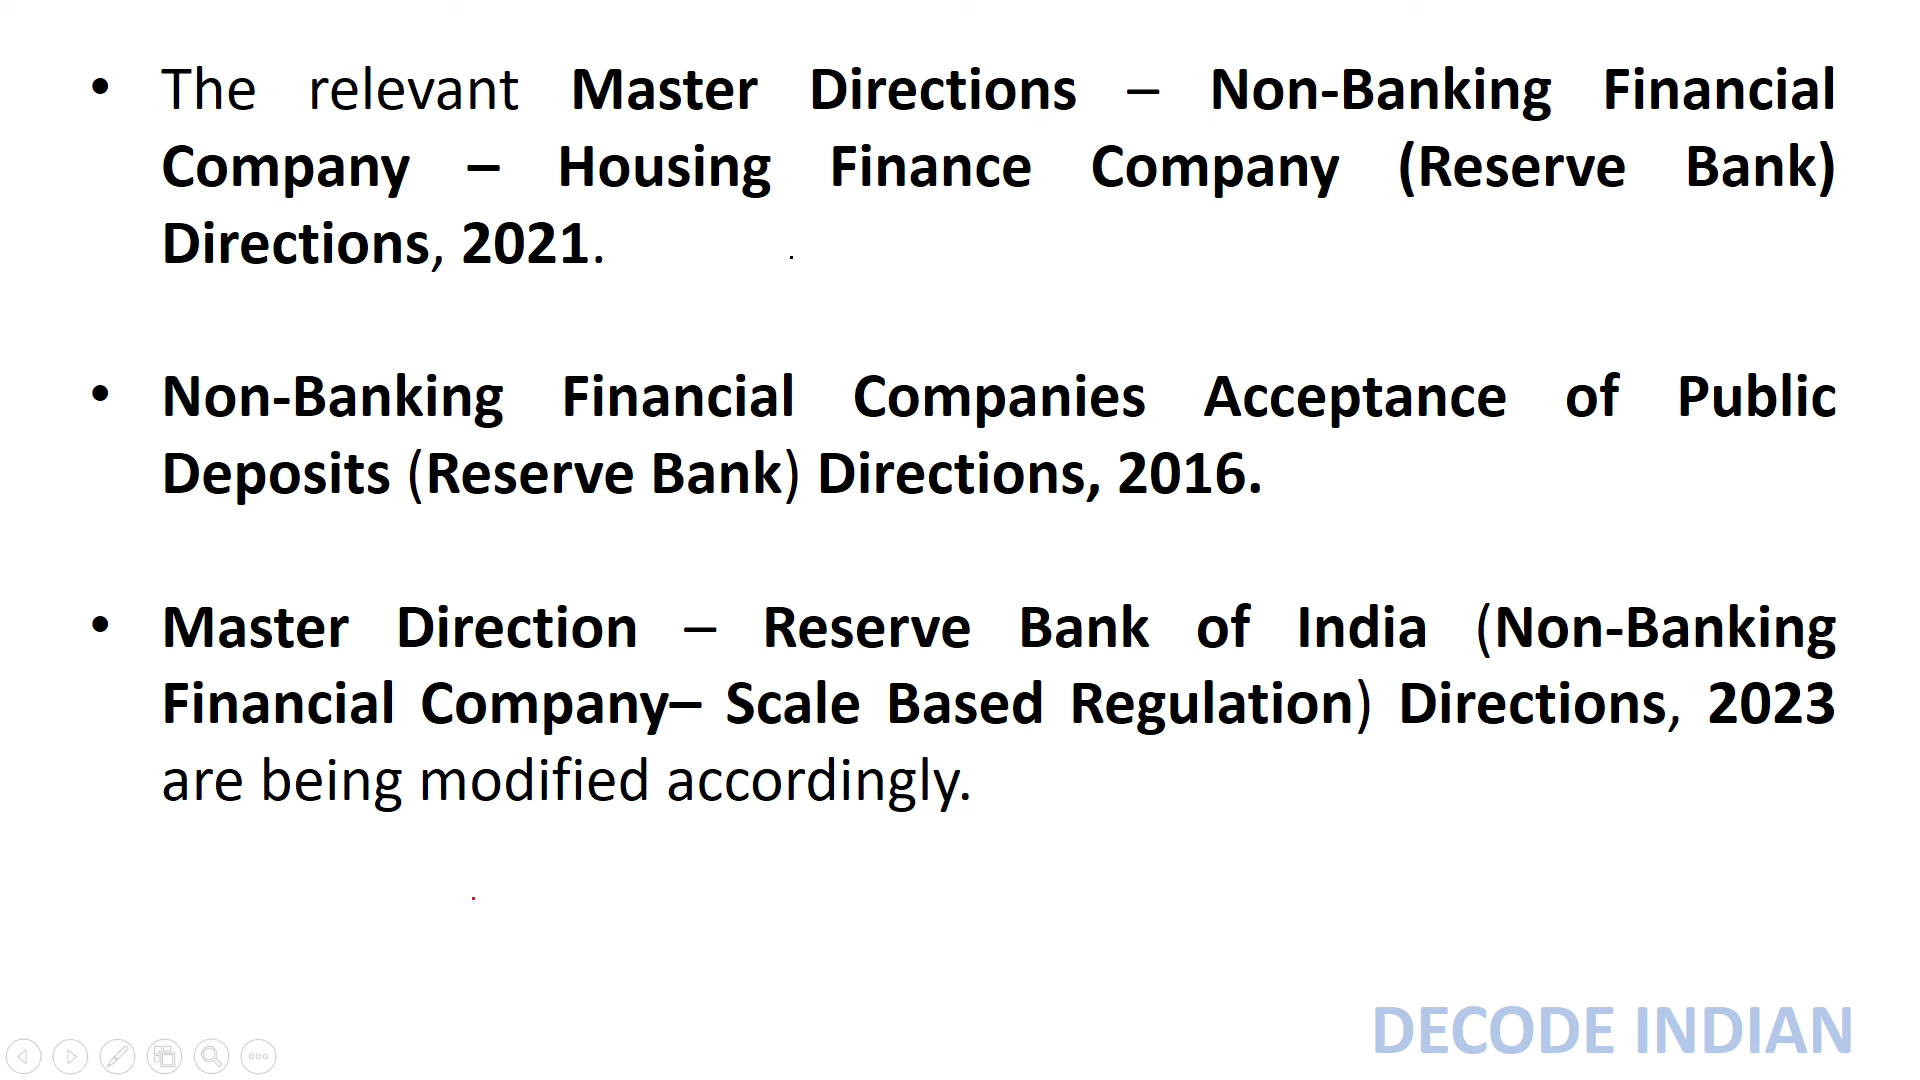 • The relevant Master Directions – Non-Banking Financial
Company – Housing Finance Company (Reserve Bank)
Directions, 2021.
• Non-Banking Financial Companies Acceptance of Public
Deposits (Reserve Bank) Directions, 2016.
• Master Direction – Reserve Bank of India (Non-Banking
Financial Company– Scale Based Regulation) Directions, 2023
are being modified accordingly.
DECODE INDIAN